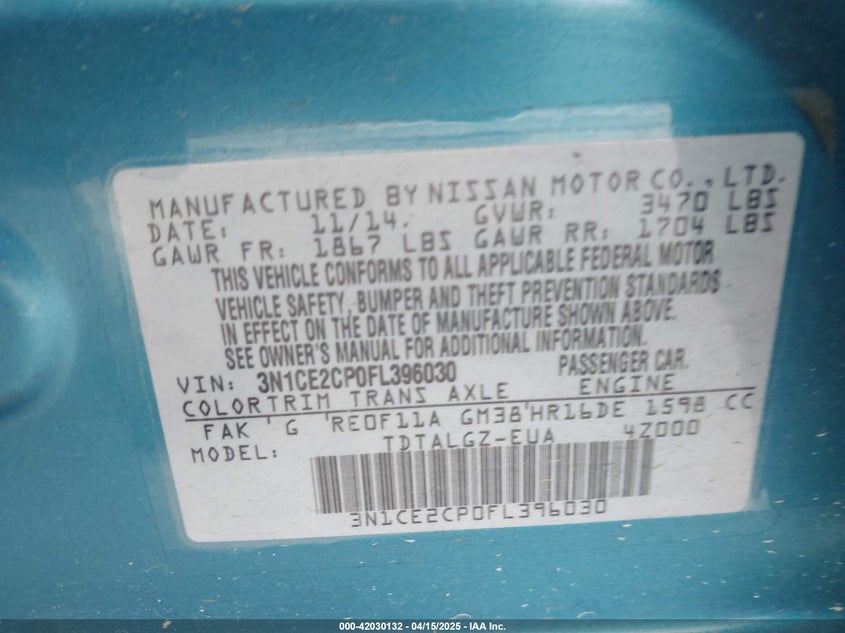 MANUFACTURED BY NISSAN MOTOR CO., LTD.
DATE: 11/14. GVWR: 3470 LBS
GAWR FR: 1867 LBS GAWR RR: 1704 LBS
THIS VEHICLE CONFORMS TO ALL APPLICABLE FEDERAL MOTOR
VEHICLE SAFETY, BUMPER AND THEFT PREVENTION STANDARDS
IN EFFECT ON THE DATE OF MANUFACTURE SHOWN ABOVE.
SEE OWNER'S MANUAL FOR ADDITIONAL INFORMATION.
VIN: 3N1CE2CP0FL396030 PASSENGER CAR
COLOR TRIM TRANS AXLE ENGINE
FAK G RE0F11A GM38 HR16DE 1598 CC
MODEL: TDTALGZ-EUA 4Z000
3N1CE2CP0FL396030
000-42030132 - 04/15/2025 - IAA Inc.